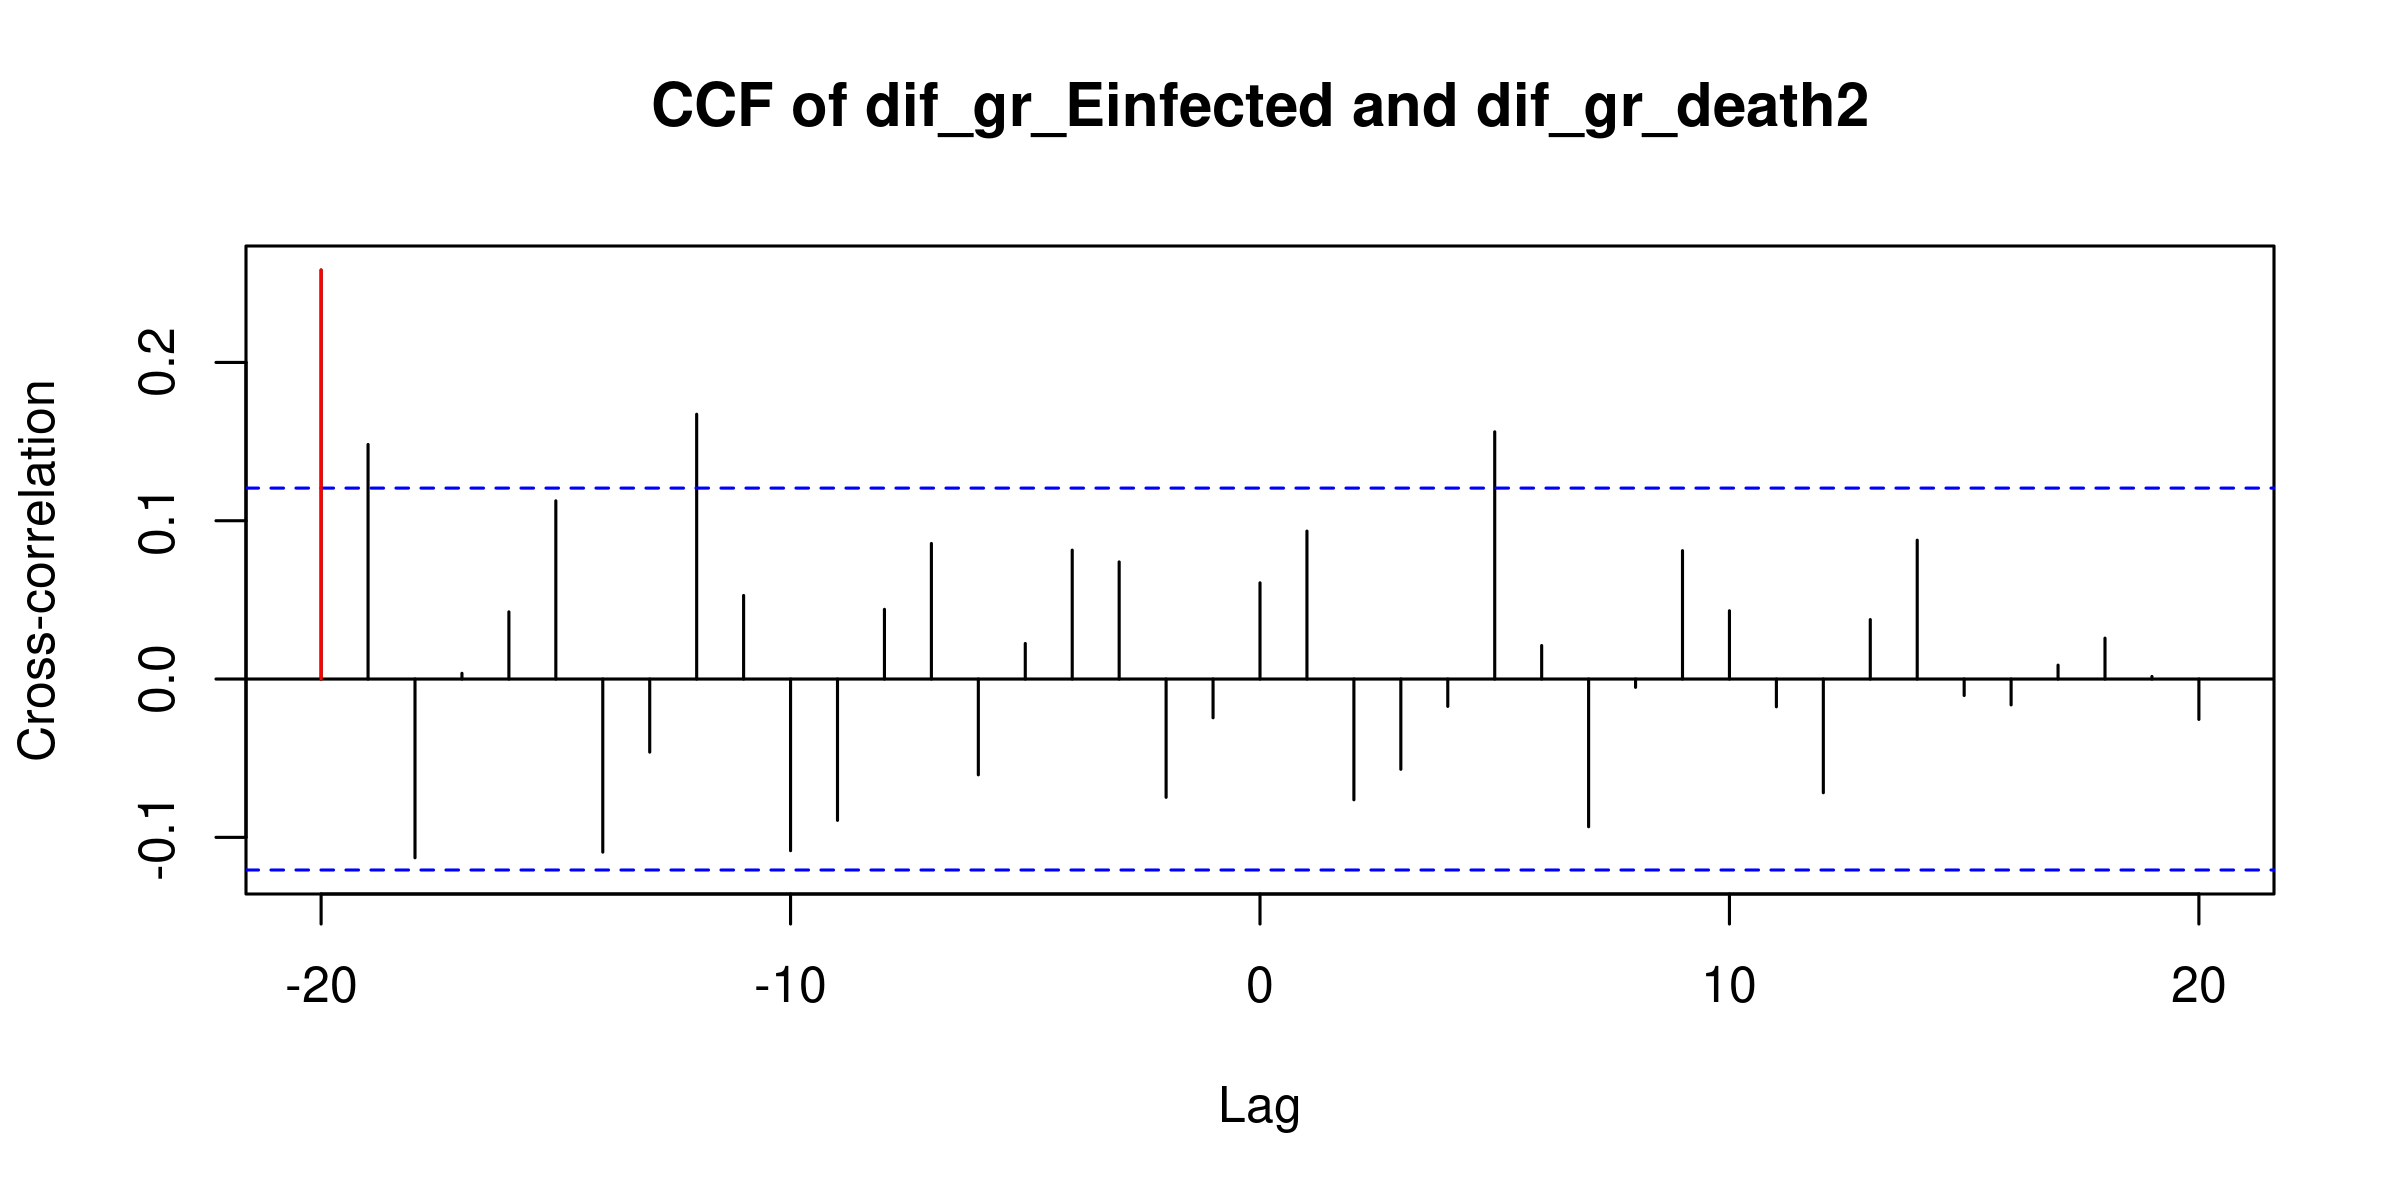 CCF of dif_gr_Einfected and dif_gr_death2
Cross-correlation
0.2
0.1
0.0
-0.1
-20 -10 0 10 20
Lag